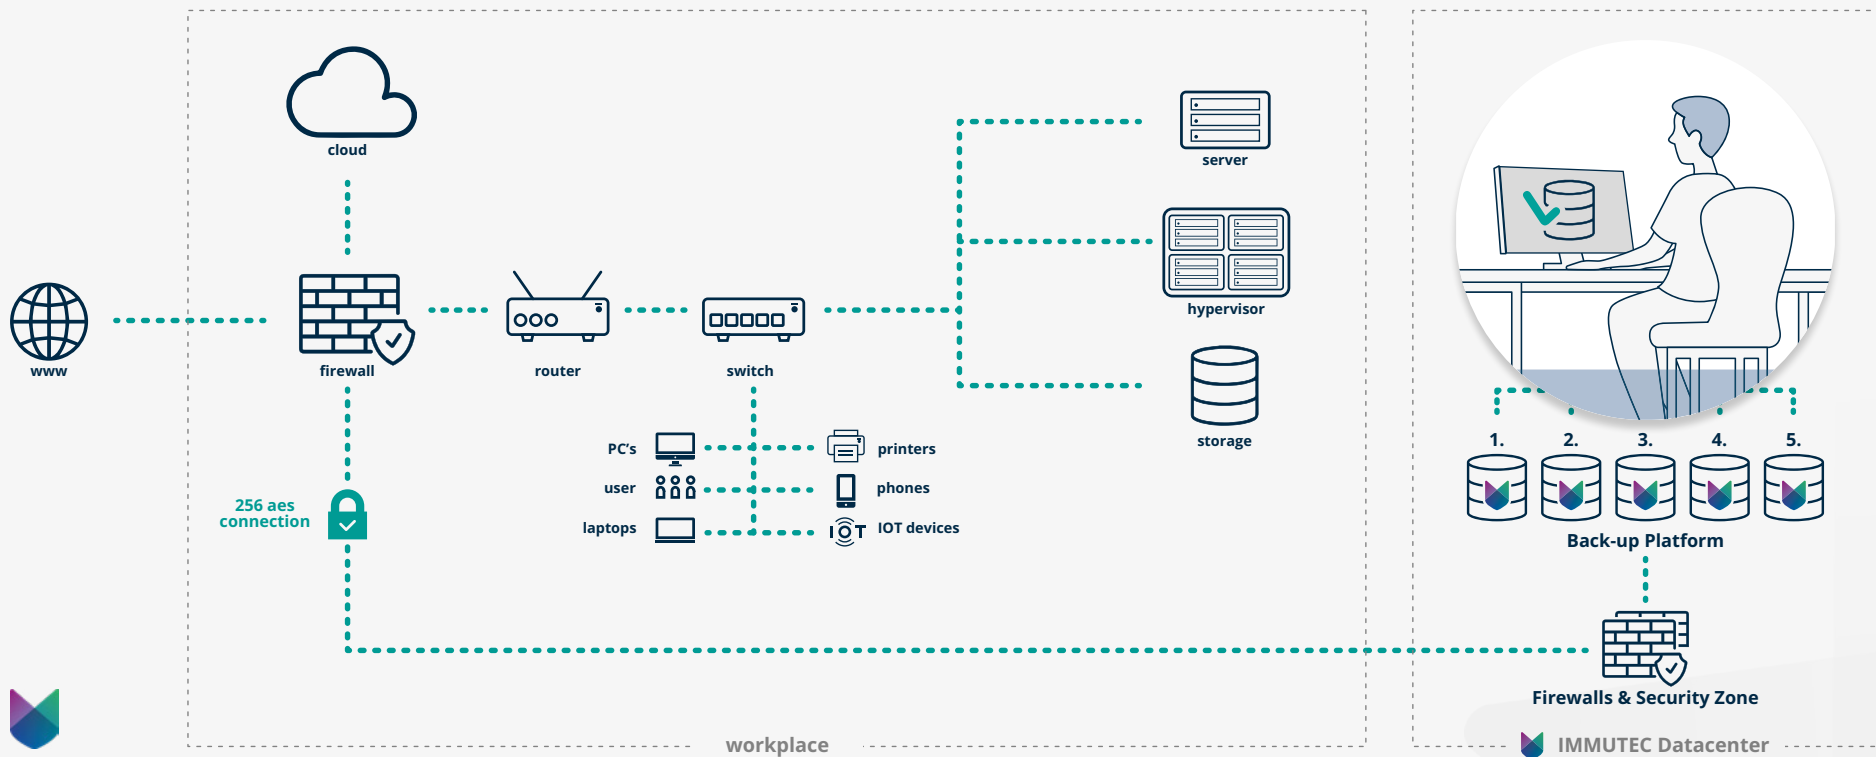 cloud
www
firewall
router
switch
server
hypervisor
storage
PC's
user
laptops
printers
phones
IOT
IOT devices
256 aes
connection
workplace
1.
2.
3.
4.
5.
Back-up Platform
Firewalls & Security Zone
IMMUTEC Datacenter